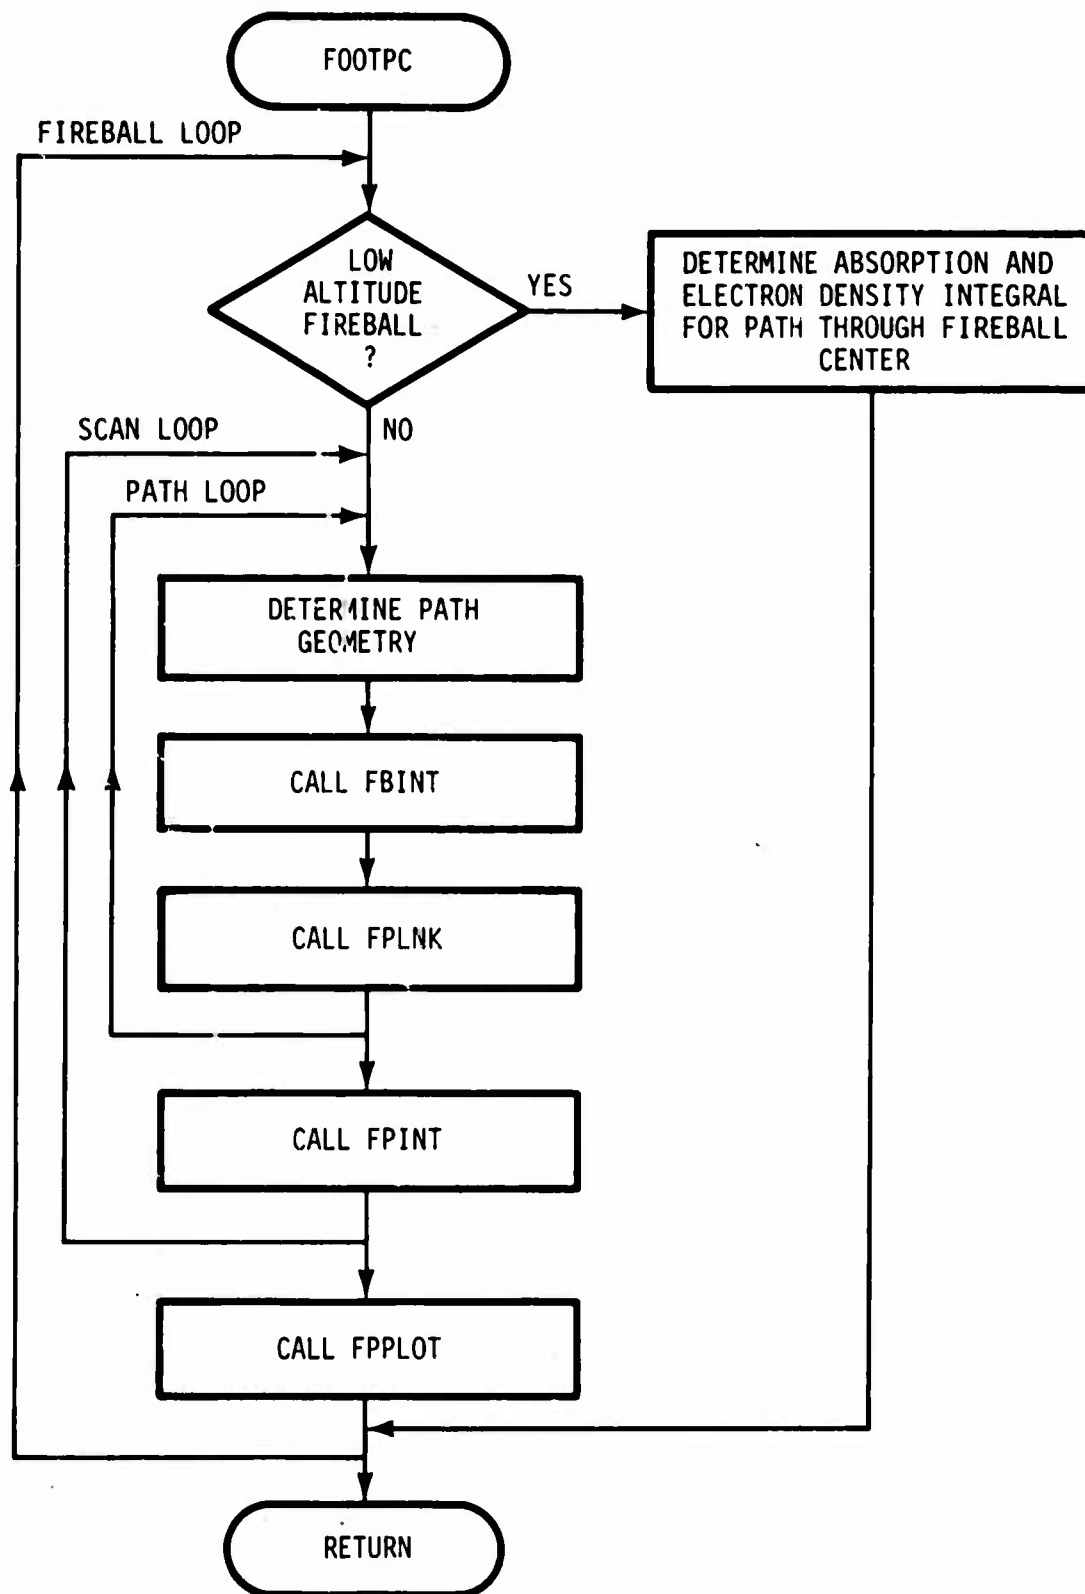 FOOTPC
FIREBALL LOOP
LOW
ALTITUDE
FIREBALL
?
YES
DETERMINE ABSORPTION AND
ELECTRON DENSITY INTEGRAL
FOR PATH THROUGH FIREBALL
CENTER
NO
SCAN LOOP
PATH LOOP
DETERMINE PATH
GEOMETRY
CALL FBINT
CALL FPLNK
CALL FPINT
CALL FPPLOT
RETURN